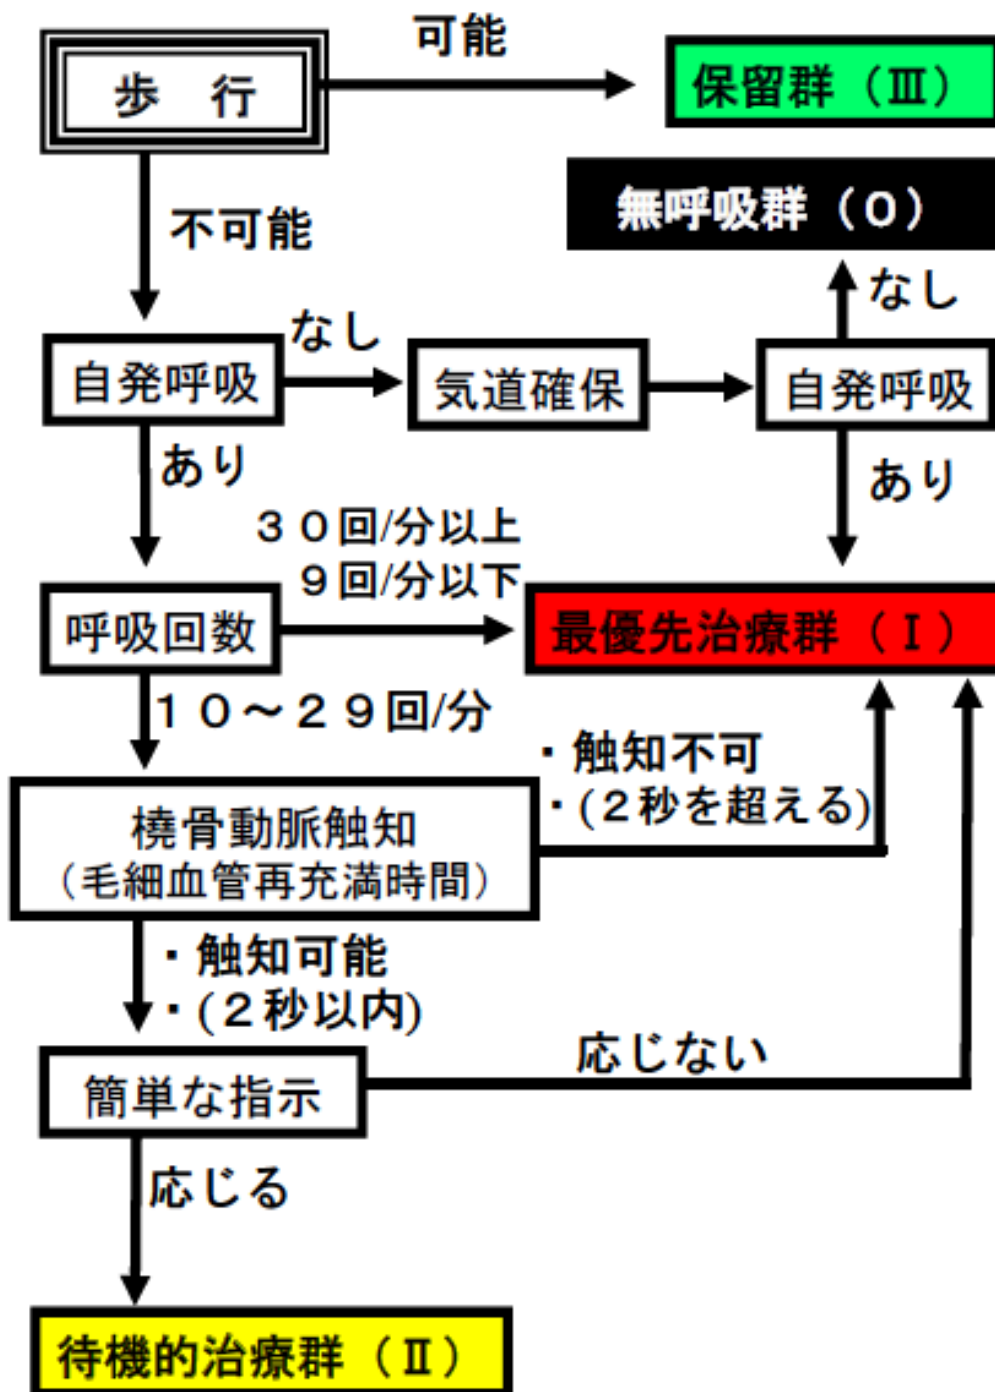 歩　行
可能
保留群（Ⅲ）
無呼吸群（０）
不可能
なし
なし
自発呼吸
気道確保
自発呼吸
あり
あり
３０回/分以上
９回/分以下
呼吸回数
最優先治療群（Ⅰ）
１０～２９回/分
・触知不可
・(２秒を超える)
橈骨動脈触知
（毛細血管再充満時間）
・触知可能
・(２秒以内)
応じない
簡単な指示
応じる
待機的治療群（Ⅱ）